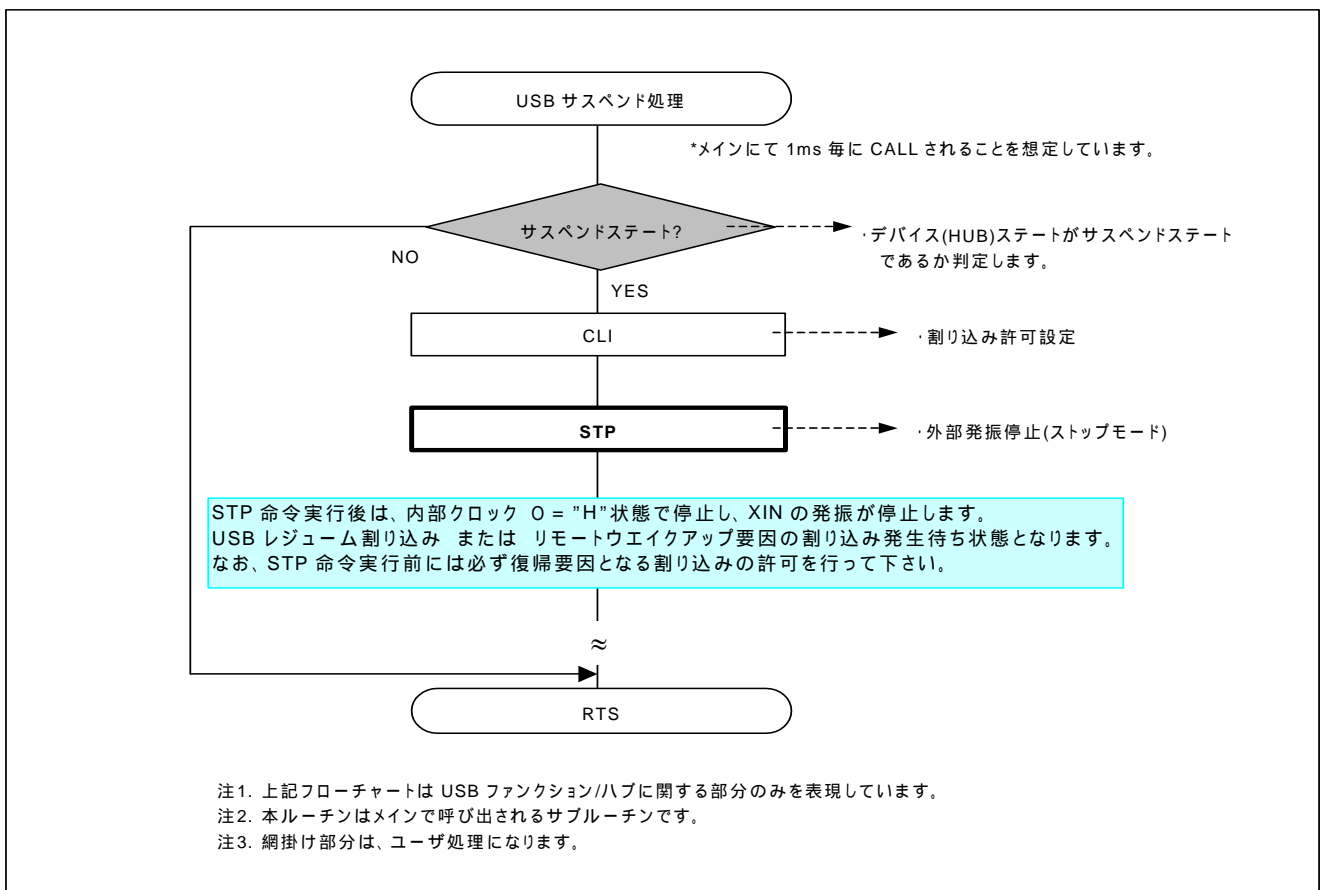 USB サスペンド処理
*メインにて 1ms 毎に CALL されることを想定しています。
サスペンドステート?
・デバイス(HUB)ステートがサスペンドステート
であるか判定します。
NO
YES
CLI
・割り込み許可設定
STP
・外部発振停止(ストップモード)
STP 命令実行後は、内部クロック O = ”H”状態で停止し、XIN の発振が停止します。
USB レジューム割り込み または リモートウエイクアップ要因の割り込み発生待ち状態となります。
なお、STP 命令実行前には必ず復帰要因となる割り込みの許可を行って下さい。
≈
RTS
注1. 上記フローチャートは USB ファンクション/ハブに関する部分のみを表現しています。
注2. 本ルーチンはメインで呼び出されるサブルーチンです。
注3. 網掛け部分は、ユーザ処理になります。